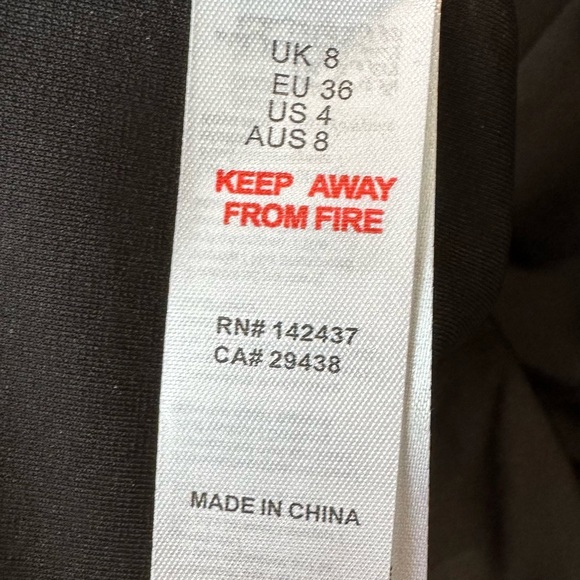 UK 8
EU 36
US 4
AUS 8
KEEP AWAY
FROM FIRE
RN# 142437
CA# 29438
MADE IN CHINA